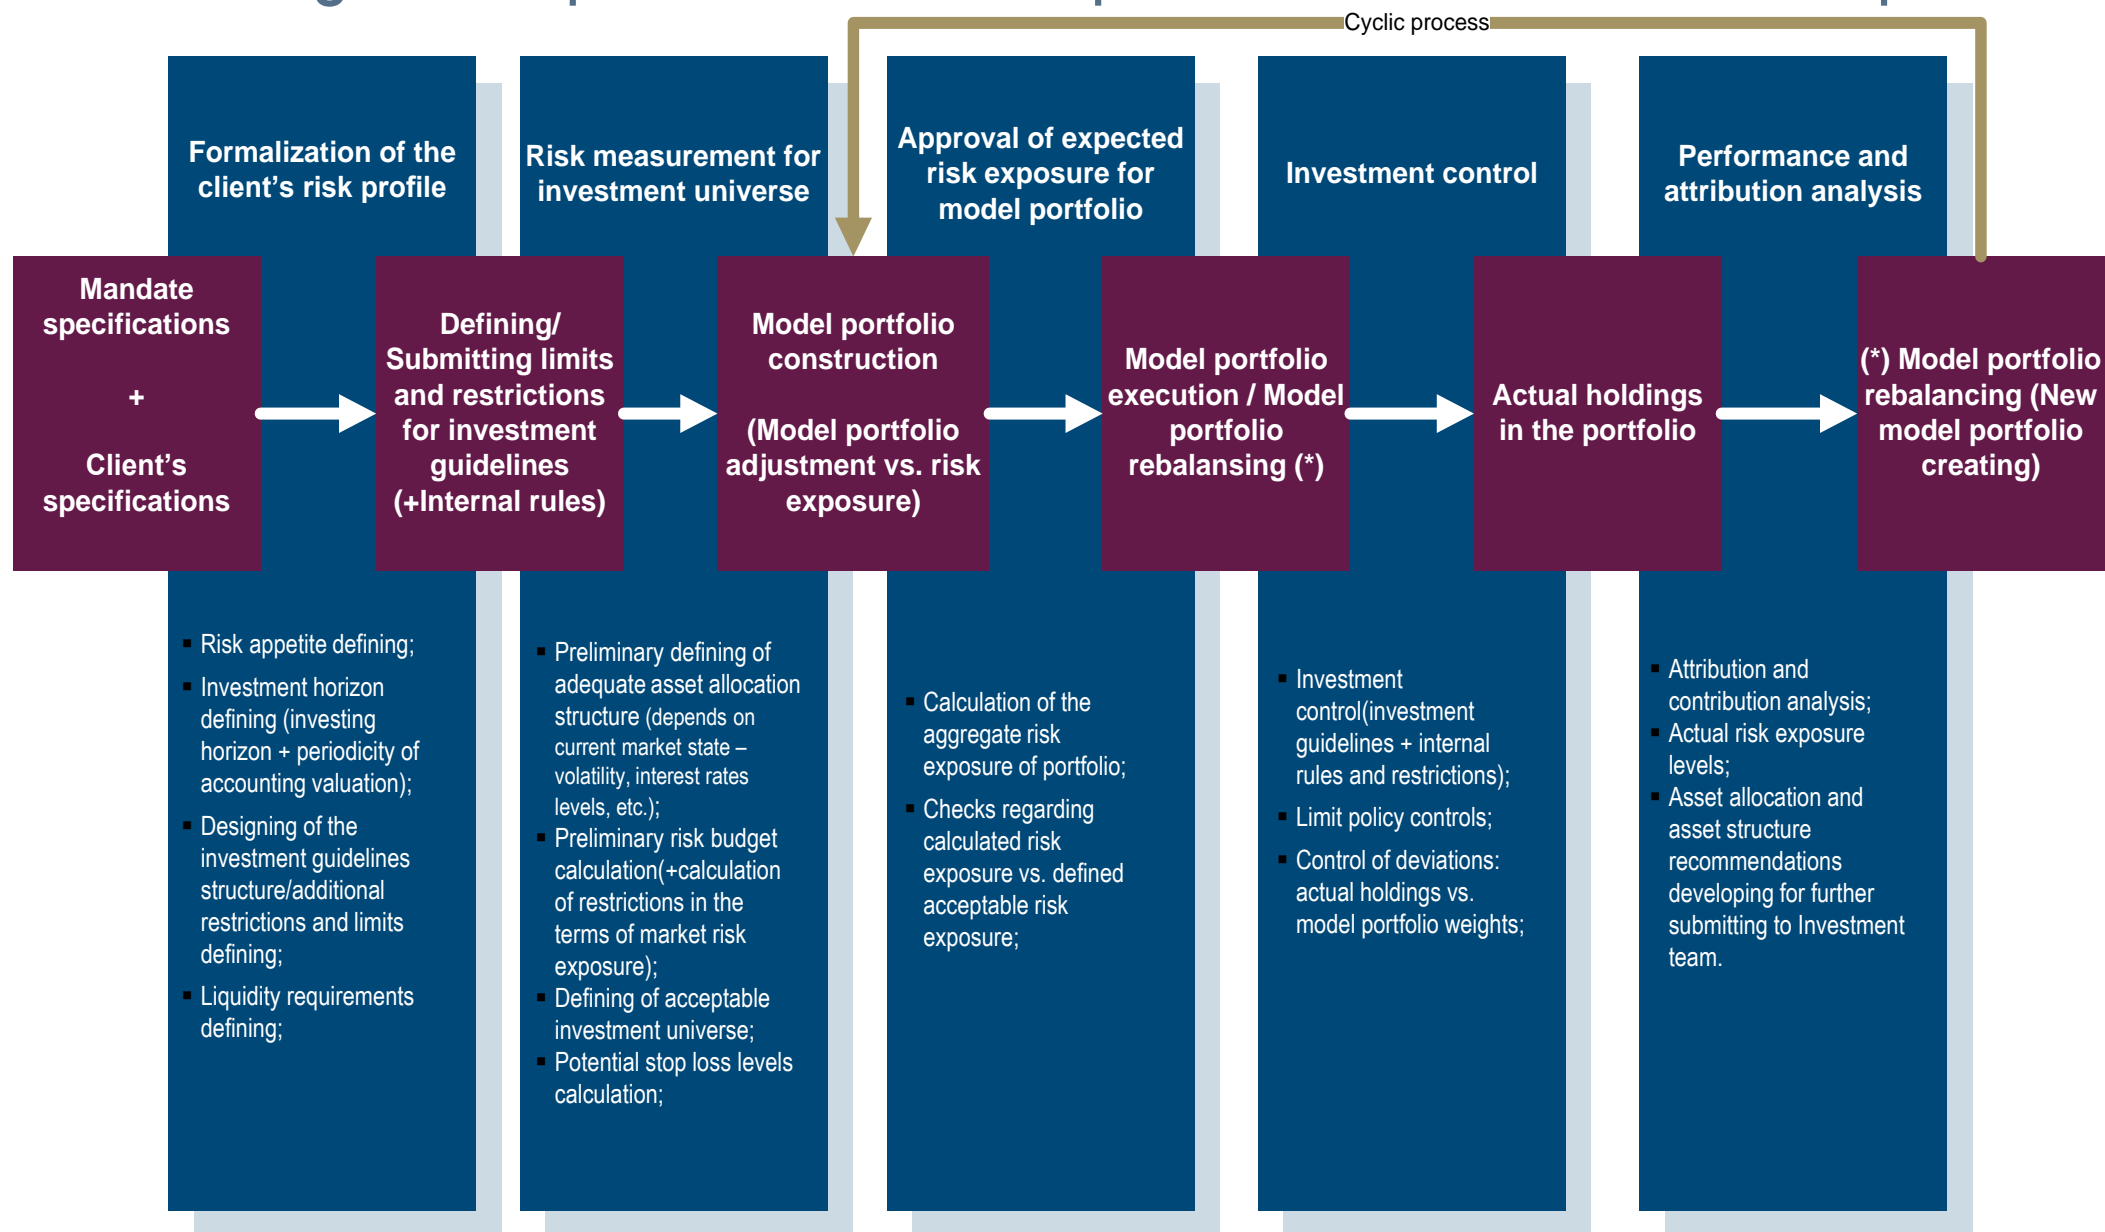 Cyclic process
Formalization of the
client's risk profile
Risk measurement for
investment universe
Approval of expected
risk exposure for
model portfolio
Investment control
Performance and
attribution analysis
Mandate
specifications
+
Client's
specifications
Defining/
Submitting limits
and restrictions
for investment
guidelines
(+Internal rules)
Model portfolio
construction
(Model portfolio
adjustment vs. risk
exposure)
Model portfolio
execution / Model
portfolio
rebalansing (*)
Actual holdings
in the portfolio
(*) Model portfolio
rebalancing (New
model portfolio
creating)
▪ Risk appetite defining;
▪ Investment horizon
defining (investing
horizon + periodicity of
accounting valuation);
▪ Designing of the
investment guidelines
structure/additional
restrictions and limits
defining;
▪ Liquidity requirements
defining;
▪ Preliminary defining of
adequate asset allocation
structure (depends on
current market state –
volatility, interest rates
levels, etc.);
▪ Preliminary risk budget
calculation(+calculation
of restrictions in the
terms of market risk
exposure);
▪ Defining of acceptable
investment universe;
▪ Potential stop loss levels
calculation;
▪ Calculation of the
aggregate risk
exposure of portfolio;
▪ Checks regarding
calculated risk
exposure vs. defined
acceptable risk
exposure;
▪ Investment
control(investment
guidelines + internal
rules and restrictions);
▪ Limit policy controls;
▪ Control of deviations:
actual holdings vs.
model portfolio weights;
▪ Attribution and
contribution analysis;
▪ Actual risk exposure
levels;
▪ Asset allocation and
asset structure
recommendations
developing for further
submitting to Investment
team.